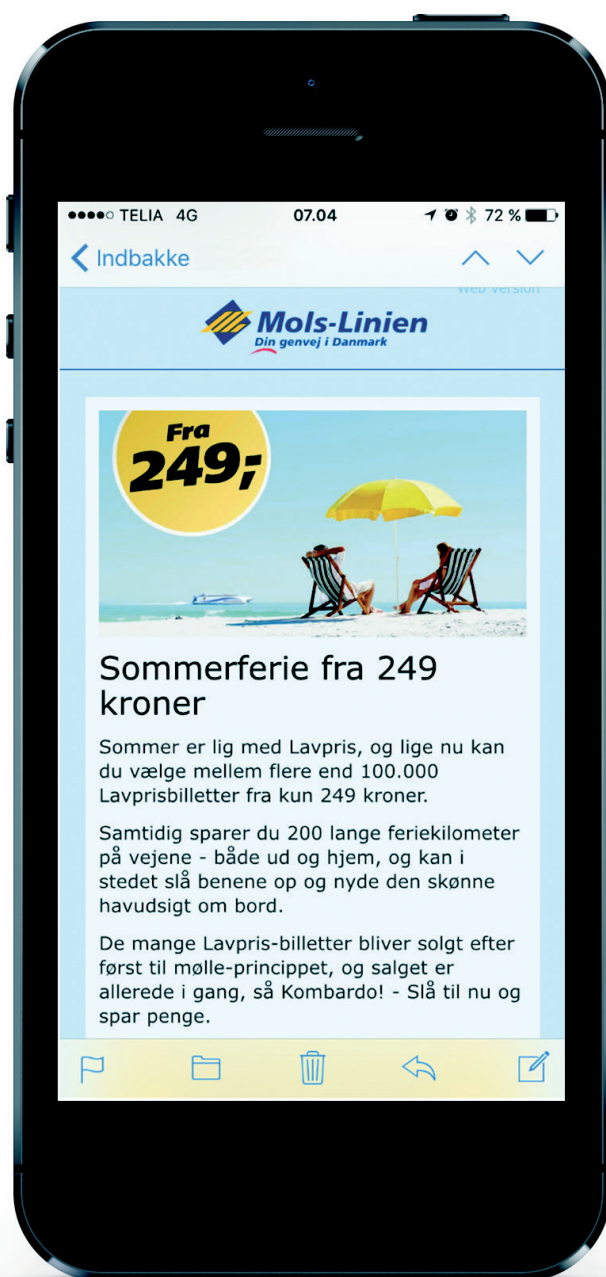 TELIA 4G 07.04 72 %
Indbakke
Web version
Mols-Linien
Din genvej i Danmark
Fra
249,-
Sommerferie fra 249
kroner
Sommer er lig med Lavpris, og lige nu kan
du vælge mellem flere end 100.000
Lavprisbilletter fra kun 249 kroner.
Samtidig sparer du 200 lange feriekilometer
på vejene - både ud og hjem, og kan i
stedet slå benene op og nyde den skønne
havudsigt om bord.
De mange Lavpris-billetter bliver solgt efter
først til mølle-princippet, og salget er
allerede i gang, så Kombardo! - Slå til nu og
spar penge.